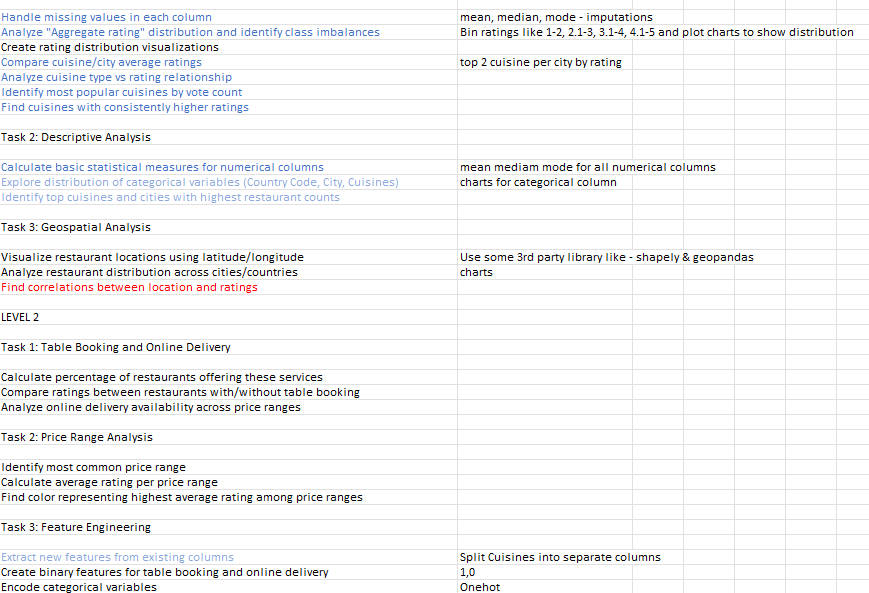 Handle missing values in each column mean, median, mode - imputations
Analyze "Aggregate rating" distribution and identify class imbalances Bin ratings like 1-2, 2.1-3, 3.1-4, 4.1-5 and plot charts to show distribution
Create rating distribution visualizations
Compare cuisine/city average ratings top 2 cuisine per city by rating
Analyze cuisine type vs rating relationship
Identify most popular cuisines by vote count
Find cuisines with consistently higher ratings
Task 2: Descriptive Analysis
Calculate basic statistical measures for numerical columns mean mediam mode for all numerical columns
Explore distribution of categorical variables (Country Code, City, Cuisines) charts for categorical column
Identify top cuisines and cities with highest restaurant counts
Task 3: Geospatial Analysis
Visualize restaurant locations using latitude/longitude Use some 3rd party library like - shapely & geopandas
Analyze restaurant distribution across cities/countries charts
Find correlations between location and ratings
LEVEL 2
Task 1: Table Booking and Online Delivery
Calculate percentage of restaurants offering these services
Compare ratings between restaurants with/without table booking
Analyze online delivery availability across price ranges
Task 2: Price Range Analysis
Identify most common price range
Calculate average rating per price range
Find color representing highest average rating among price ranges
Task 3: Feature Engineering
Extract new features from existing columns Split Cuisines into separate columns
Create binary features for table booking and online delivery 1,0
Encode categorical variables Onehot